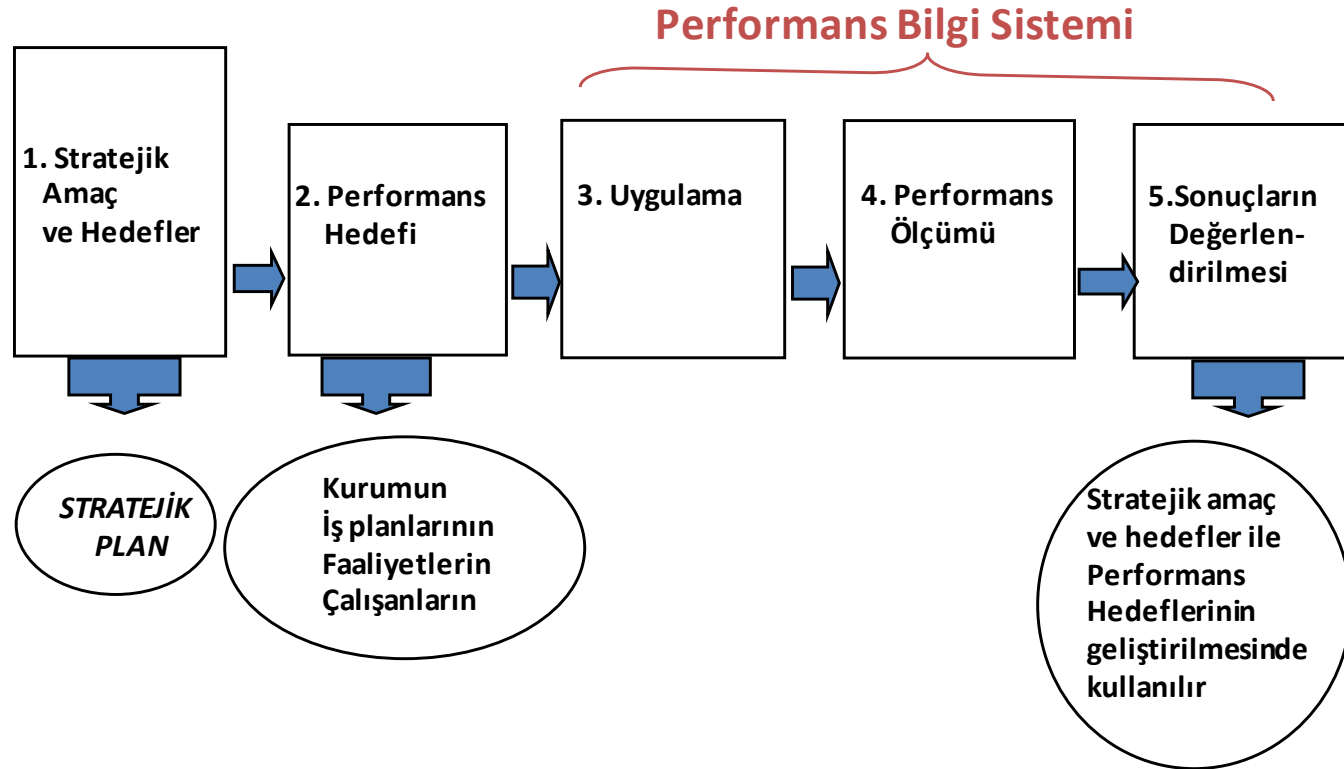 Performans Bilgi Sistemi
1. Stratejik
Amaç
ve Hedefler
2. Performans
Hedefi
3. Uygulama
4. Performans
Ölçümü
5.Sonuçların
Değerlen-
dirilmesi
STRATEJİK
PLAN
Kurumun
İş planlarının
Faaliyetlerin
Çalışanların
Stratejik amaç
ve hedefler ile
Performans
Hedeflerinin
geliştirilmesinde
kullanılır